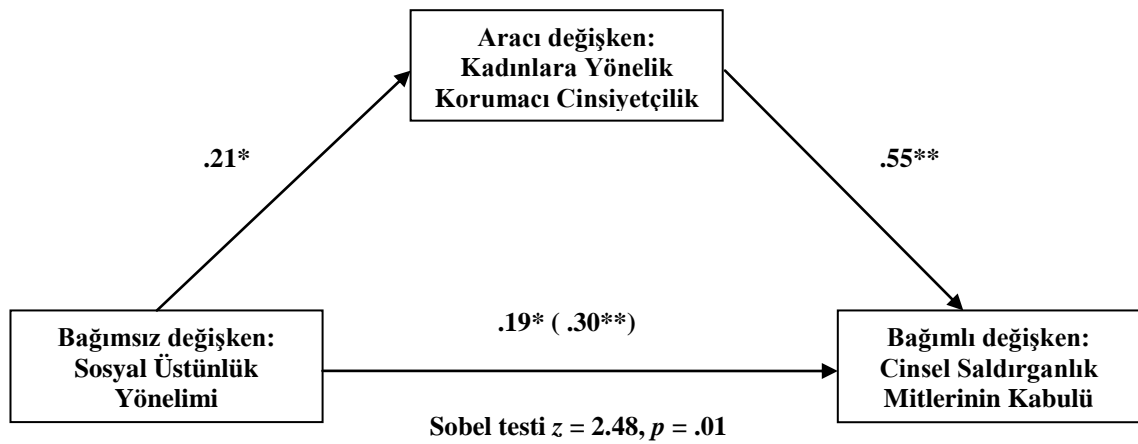 Aracı değişken:
Kadınlara Yönelik
Korumacı Cinsiyetçilik
.21*
.55**
Bağımsız değişken:
Sosyal Üstünlük
Yönelimi
.19* ( .30**)
Bağımlı değişken:
Cinsel Saldırganlık
Mitlerinin Kabulü
Sobel testi z = 2.48, p = .01